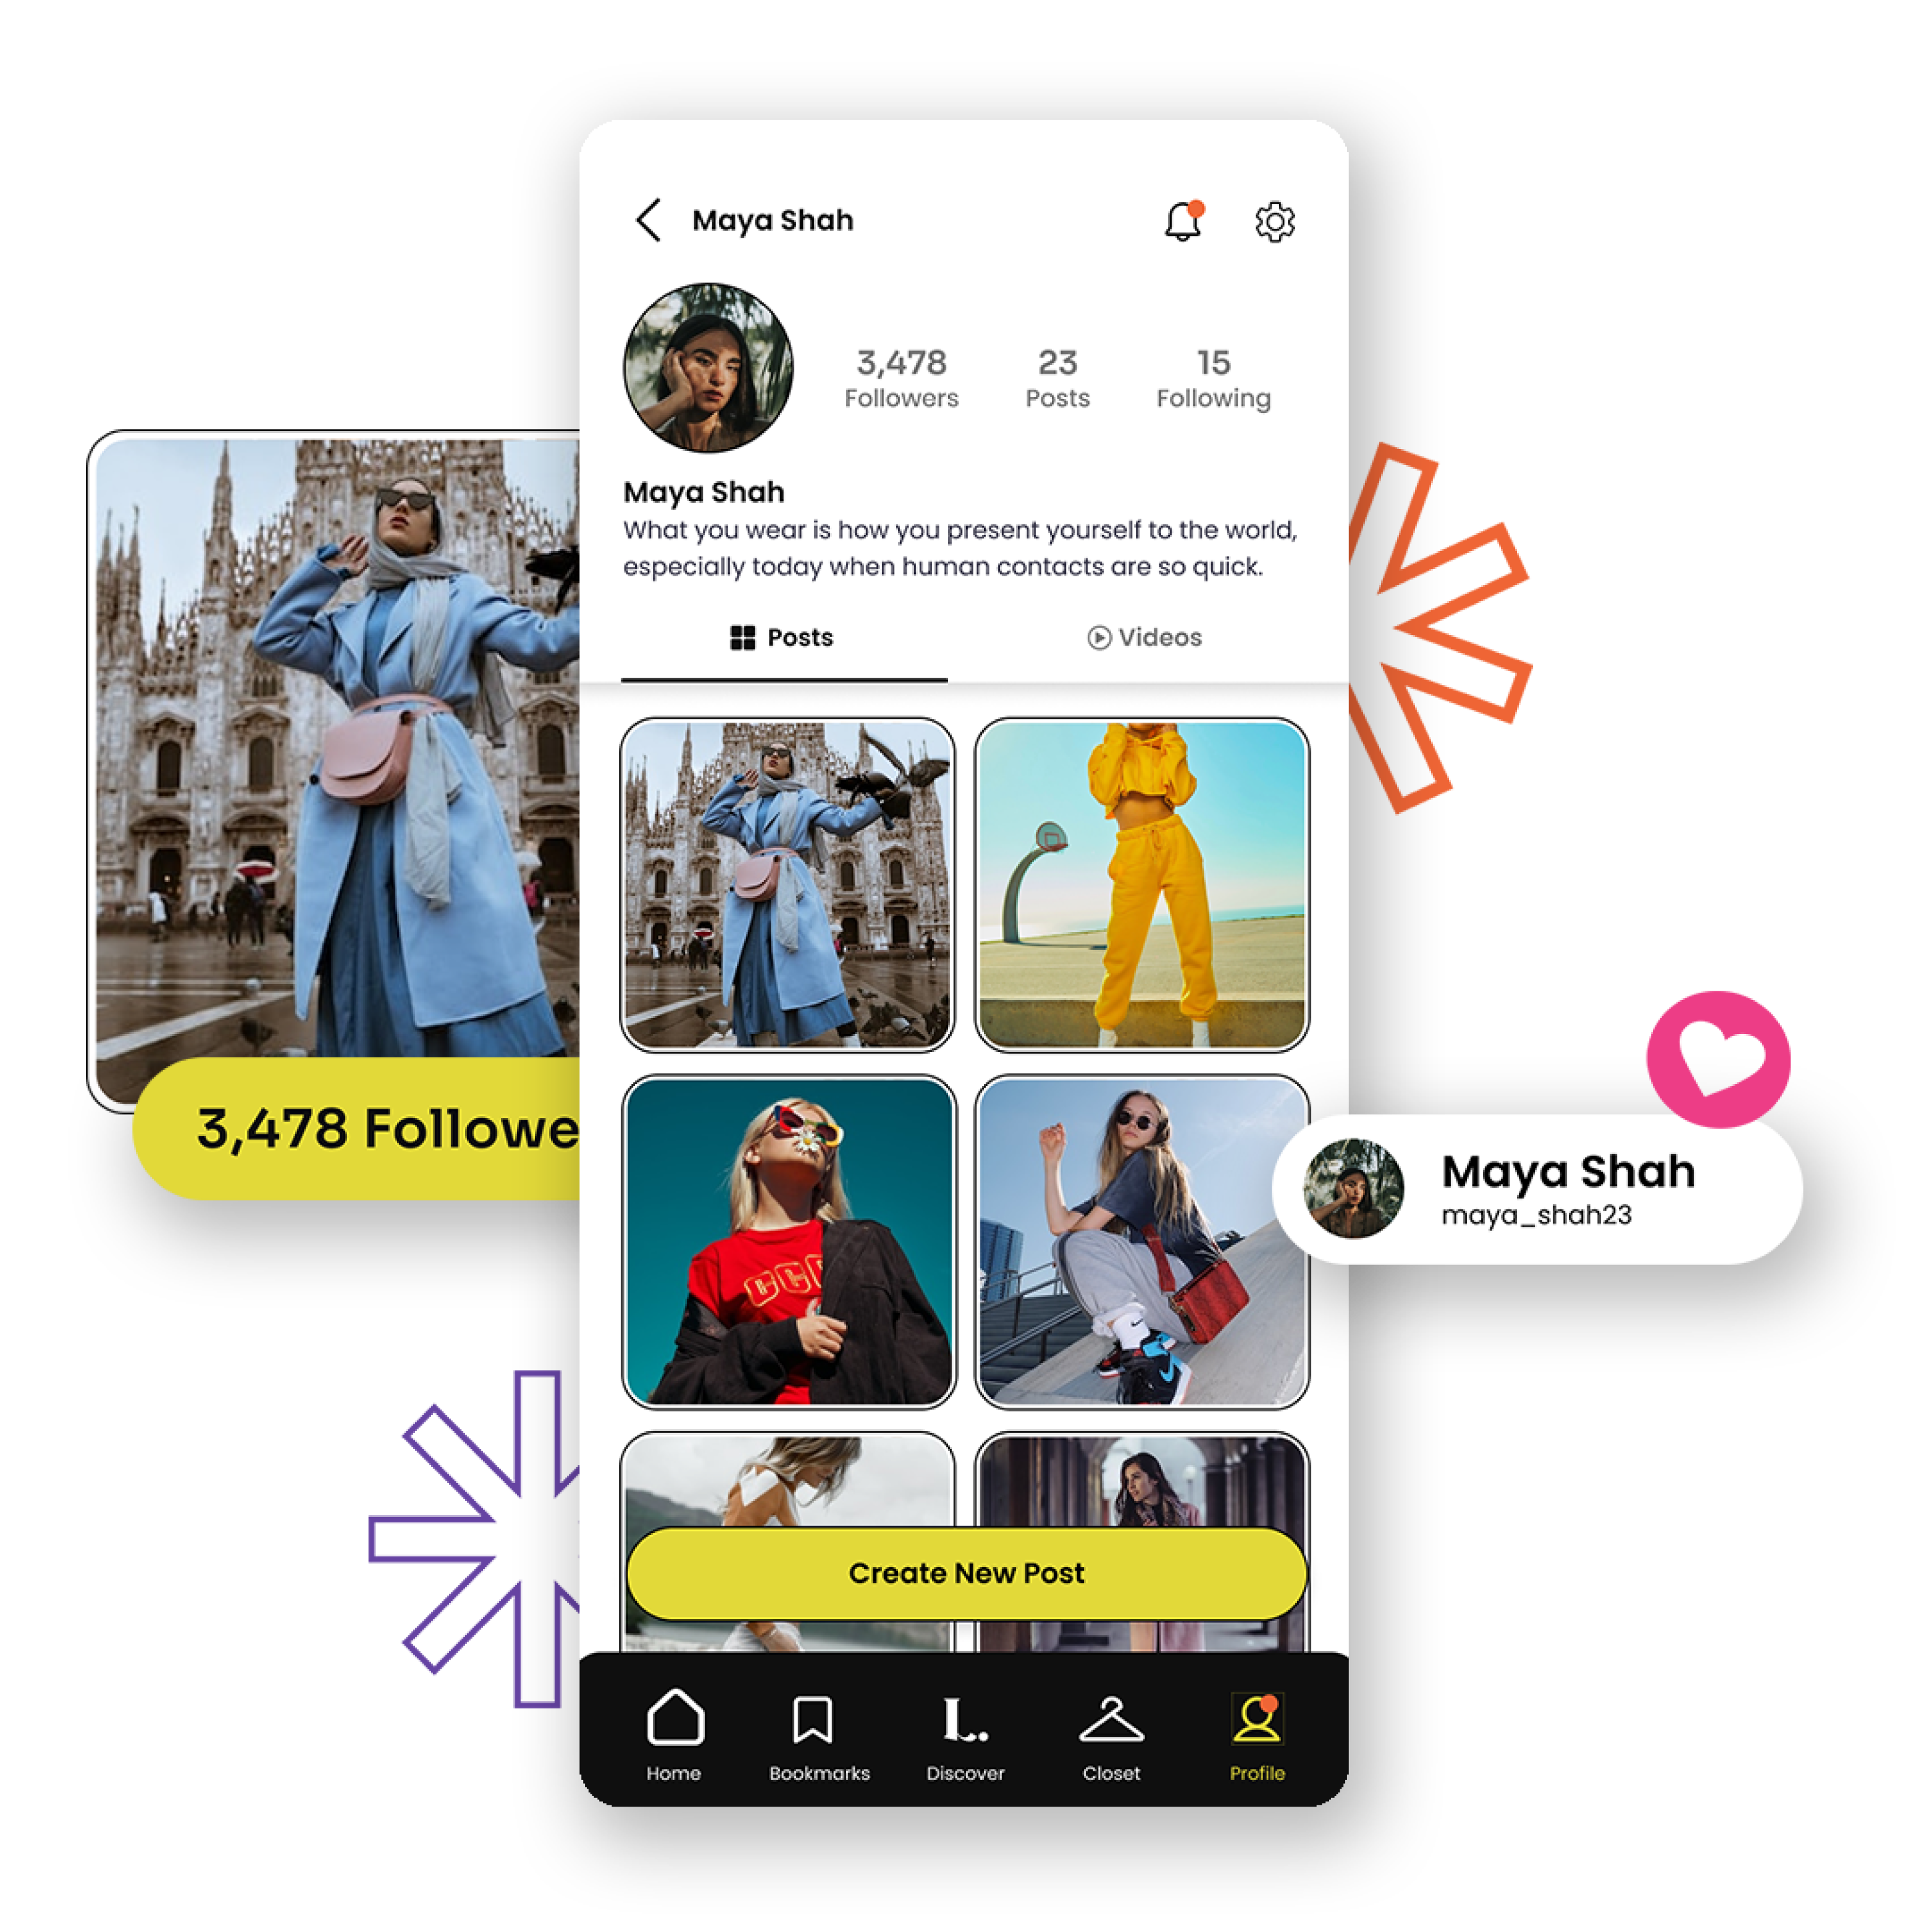 Maya Shah
3,478
Followers
23
Posts
15
Following
Maya Shah
What you wear is how you present yourself to the world,
especially today when human contacts are so quick.
Posts
Videos
3,478 Followe
Maya Shah
maya_shah23
Create New Post
L.
Home
Bookmarks
Discover
Closet
Profile